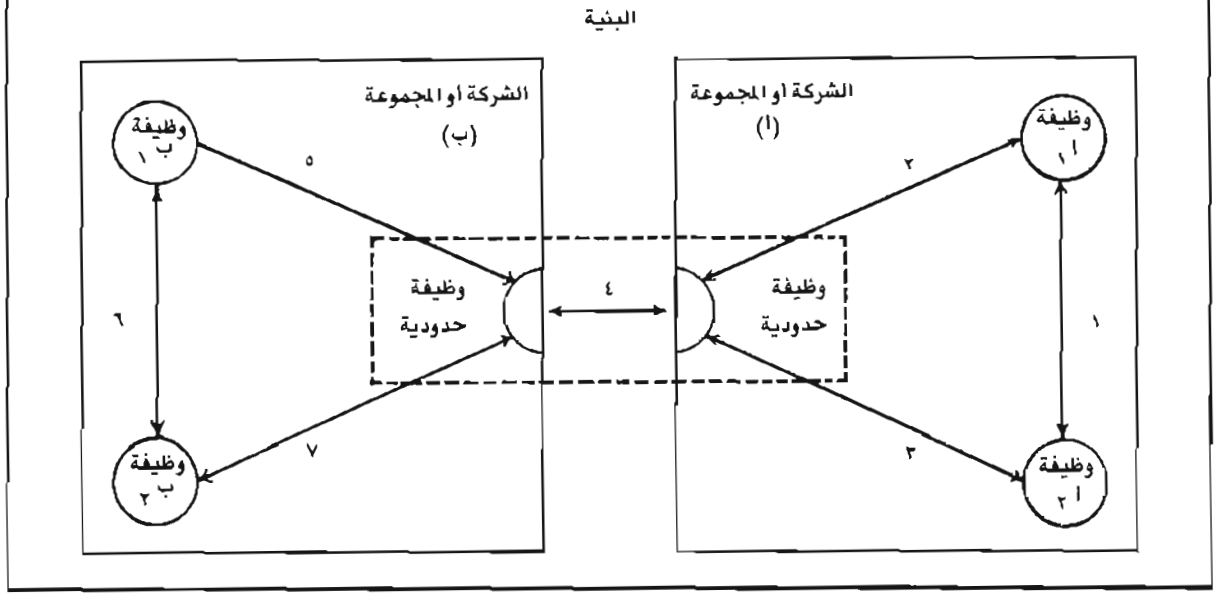 البنية
الشركة أو المجموعة
(أ)
وظيفة
أ ١
٢
وظيفة
حدودية
١
٣
وظيفة
أ ٢
٤
الشركة أو المجموعة
(ب)
وظيفة
ب ١
٥
وظيفة
حدودية
٦
٧
وظيفة
ب ٢